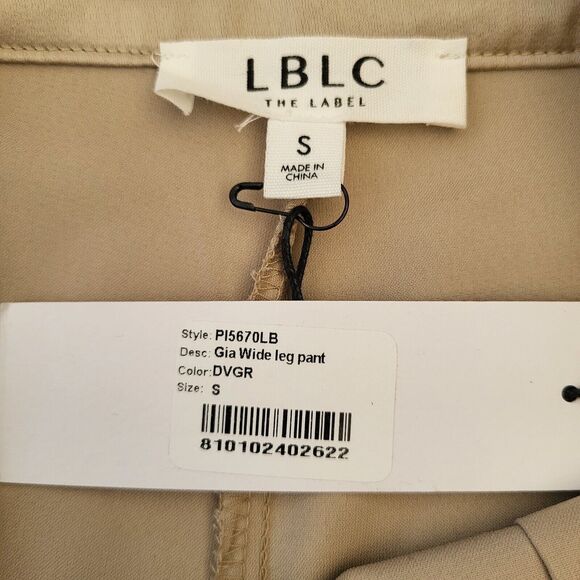 LBLC
THE LABEL
S
MADE IN
CHINA
Style: PI5670LB
Desc: Gia Wide leg pant
Color: DVGR
Size: S
810102402622